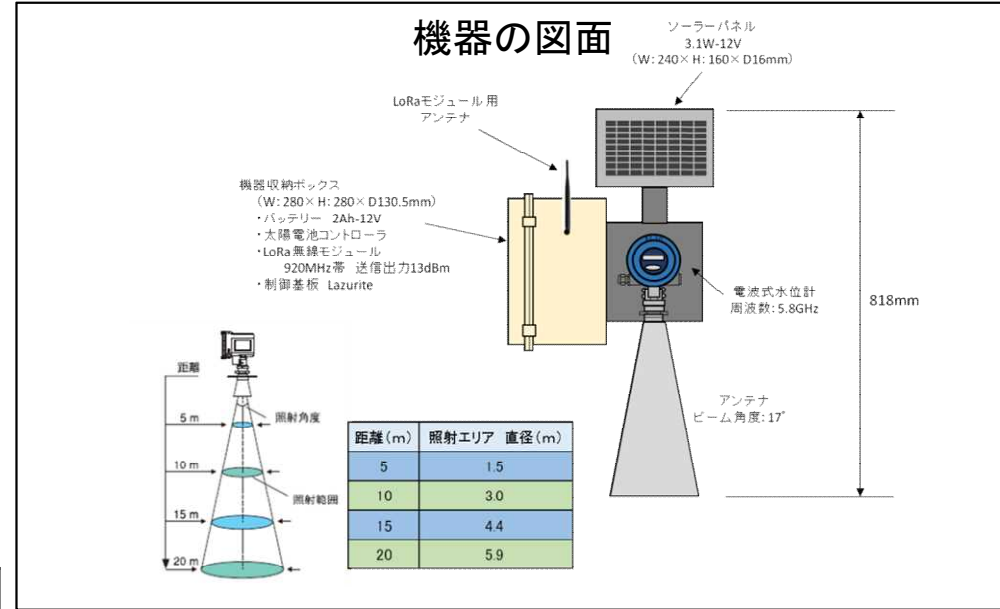 機器の図面
ソーラーパネル
3.1W-12V
（W：240×H：160×D16mm）
LoRaモジュール用
アンテナ
機器収納ボックス
（W：280×H：280×D130.5mm）
・バッテリー 2Ah-12V
・太陽電池コントローラ
・LoRa無線モジュール
920MHz帯 送信出力13dBm
・制御基板 Lazurite
電波式水位計
周波数：5.8GHz
818mm
アンテナ
ビーム角度：17°
距離
照射角度
5 m
10 m
照射範囲
15 m
20 m
距離（m） 照射エリア 直径（m）
5 1.5
10 3.0
15 4.4
20 5.9